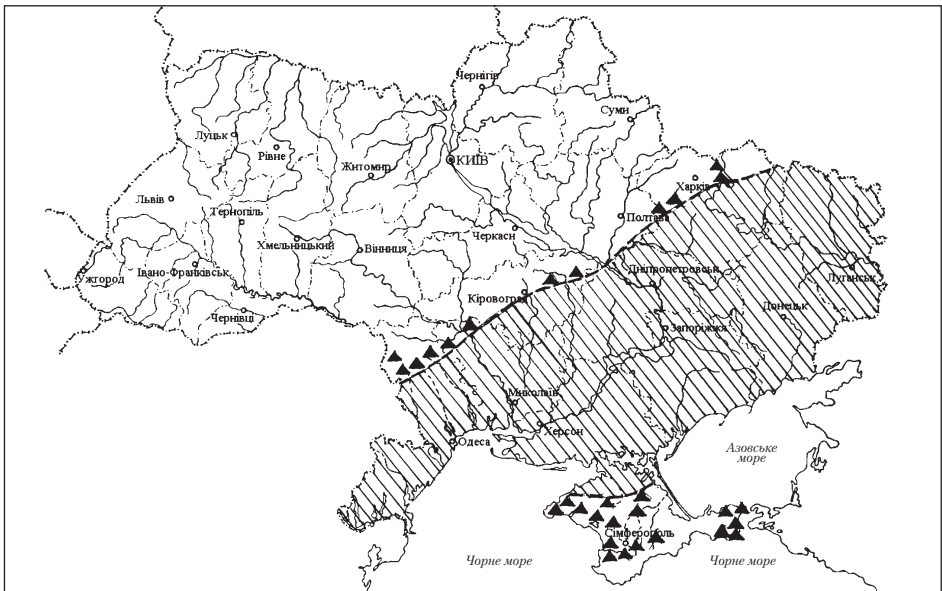 Чернігів
Суми
Луцьк
Рівне
КИЇВ
Житомир
Харків
Львів
Тернопіль
Полтава
Черкаси
Хмельницький
Вінниця
Івано-Франківськ
Ужгород
Дніпропетровськ
Луганськ
Кіровоград
Донецьк
Чернівці
Запоріжжя
Миколаїв
Херсон
Одеса
Азовське
море
Сімферополь
Чорне море
Чорне море